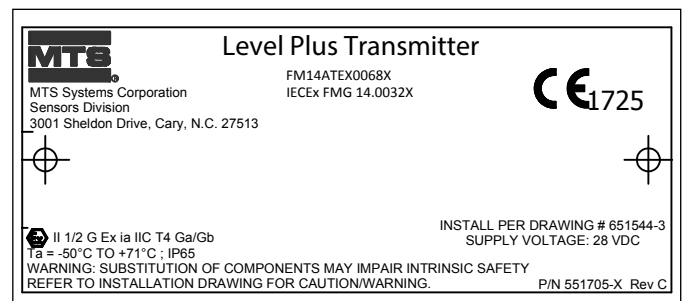 MTS
®
Level Plus Transmitter
FM14ATEX0068X
IECEx FMG 14.0032X
MTS Systems Corporation
Sensors Division
3001 Sheldon Drive, Cary, N.C. 27513
CE 1725
Ex II 1/2 G Ex ia IIC T4 Ga/Gb
Ta = -50°C TO +71°C ; IP65
INSTALL PER DRAWING # 651544-3
SUPPLY VOLTAGE: 28 VDC
WARNING: SUBSTITUTION OF COMPONENTS MAY IMPAIR INTRINSIC SAFETY
REFER TO INSTALLATION DRAWING FOR CAUTION/WARNING.
P/N 551705-X Rev C